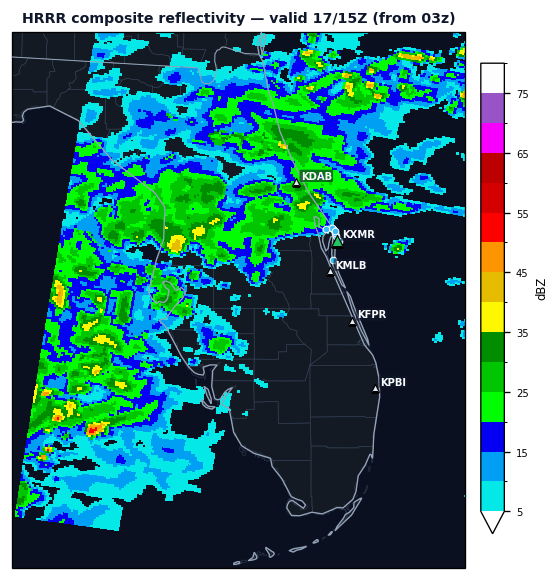 HRRR composite reflectivity — valid 17/15Z (from 03z)
75
65
55
45
35
25
15
5
dBZ
KDAB
KXMR
KMLB
KFPR
KPBI